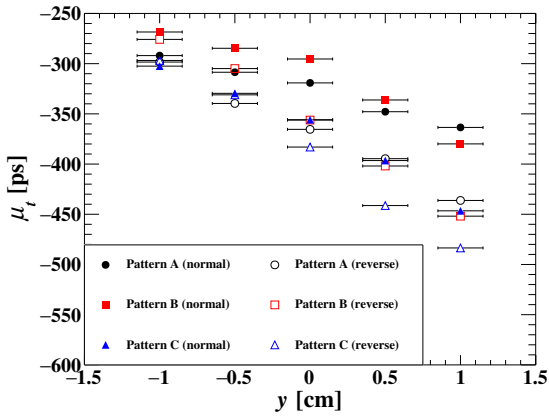 −250
−300
−350
−400
−450
−500
−550
−600
μt [ps]
Pattern A (normal) Pattern A (reverse)
Pattern B (normal) Pattern B (reverse)
Pattern C (normal) Pattern C (reverse)
−1.5 −1 −0.5 0 0.5 1 1.5
y [cm]